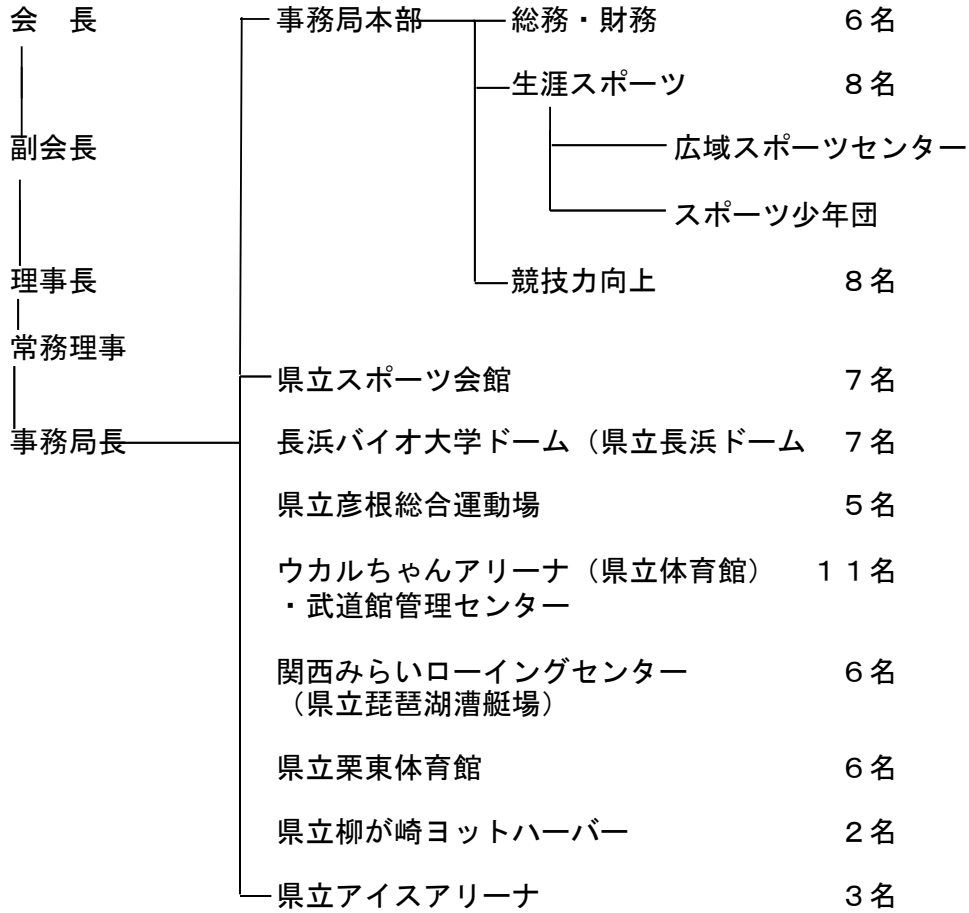 会　長
副会長
理事長
常務理事
事務局長
事務局本部
総務・財務　６名
生涯スポーツ　８名
広域スポーツセンター
スポーツ少年団
競技力向上　８名
県立スポーツ会館　７名
長浜バイオ大学ドーム（県立長浜ドーム　７名
県立彦根総合運動場　５名
ウカルちゃんアリーナ（県立体育館）　１１名
・武道館管理センター
関西みらいローイングセンター　６名
（県立琵琶湖漕艇場）
県立栗東体育館　６名
県立柳が崎ヨットハーバー　２名
県立アイスアリーナ　３名